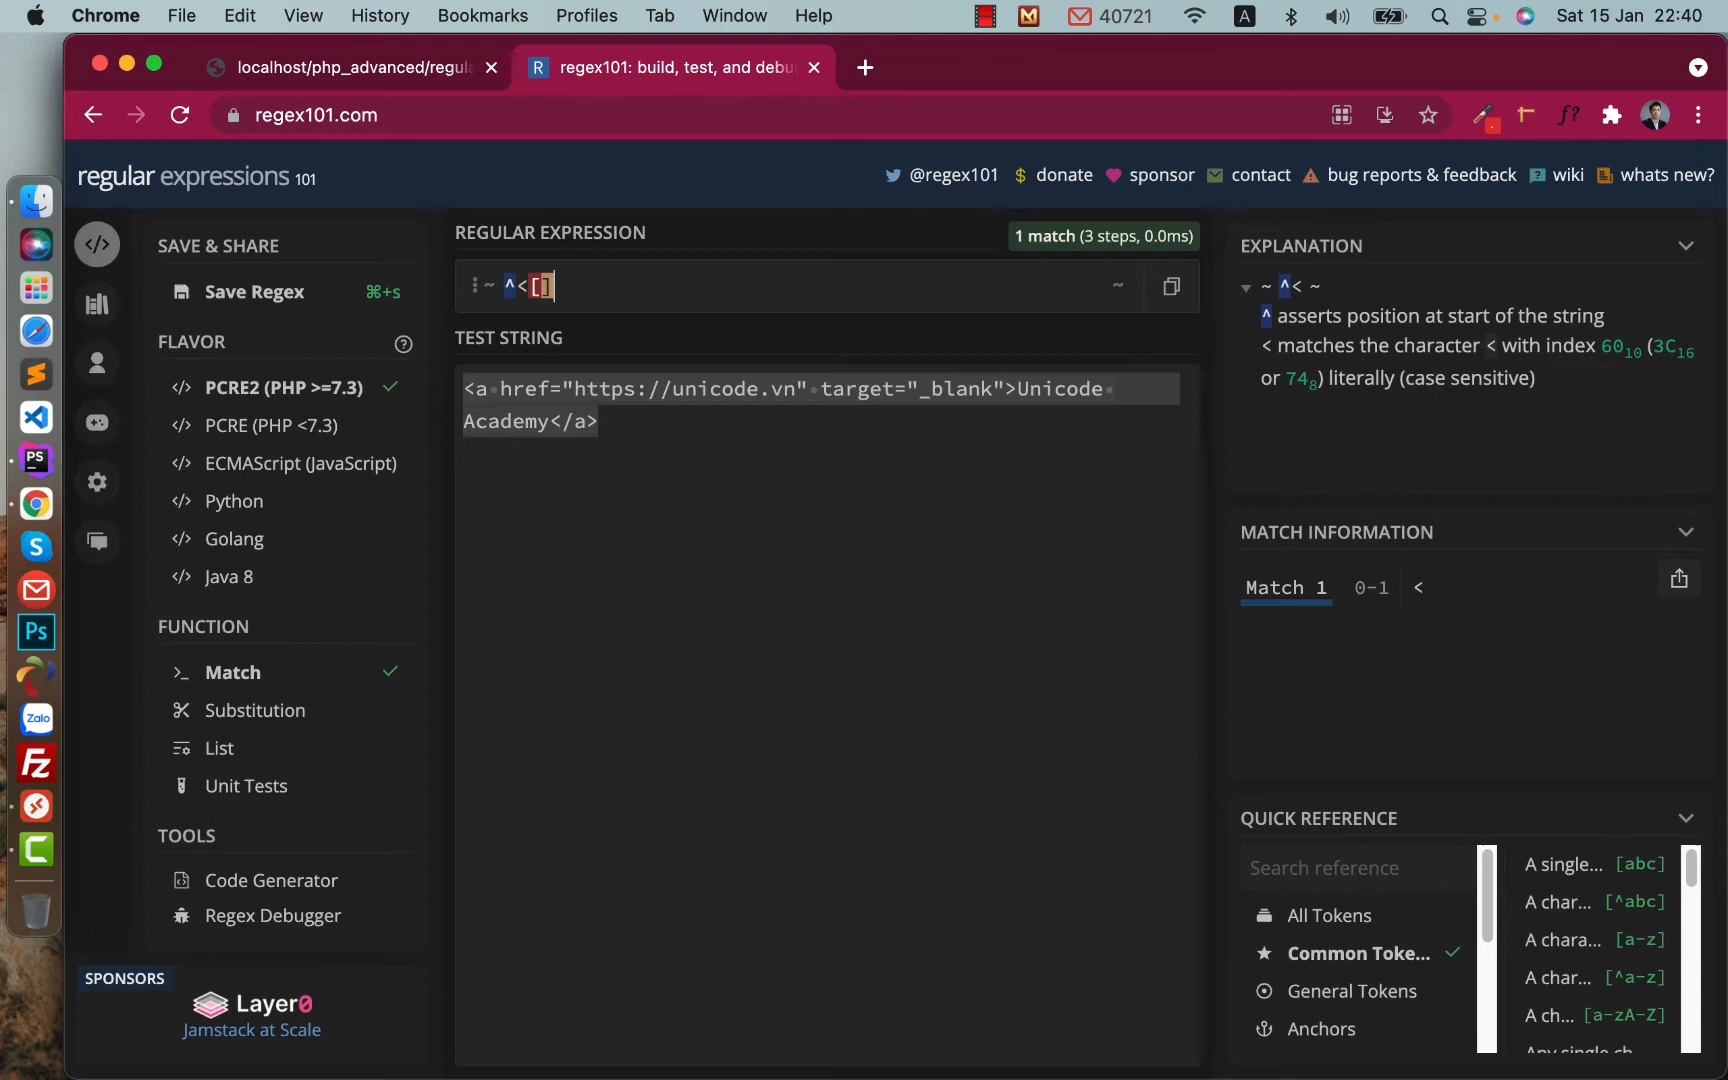 Chrome File Edit View History Bookmarks Profiles Tab Window Help 40721 A Sat 15 Jan 22:40
localhost/php_advanced/regula
R regex101: build, test, and debu
regex101.com
f?
regular expressions 101
@regex101 $ donate sponsor contact bug reports & feedback ? wiki whats new?
SAVE & SHARE
Save Regex ⌘+s
FLAVOR
</> PCRE2 (PHP >=7.3)
</> PCRE (PHP <7.3)
</> ECMAScript (JavaScript)
</> Python
</> Golang
</> Java 8
FUNCTION
>_ Match
Substitution
List
Unit Tests
TOOLS
Code Generator
Regex Debugger
SPONSORS
Layer0
Jamstack at Scale
REGULAR EXPRESSION
1 match (3 steps, 0.0ms)
~ ^<[] ~
TEST STRING
<a href="https://unicode.vn" target="_blank">Unicode
Academy</a>
EXPLANATION
~ ^< ~
^ asserts position at start of the string
< matches the character < with index 60₁₀ (3C₁₆
or 74₈) literally (case sensitive)
MATCH INFORMATION
Match 1 0-1 <
QUICK REFERENCE
Search reference
All Tokens
Common Toke...
General Tokens
Anchors
A single... [abc]
A char... [^abc]
A chara... [a-z]
A char... [^a-z]
A ch... [a-zA-Z]
PS
S
Ps
Zalo
Fz
C